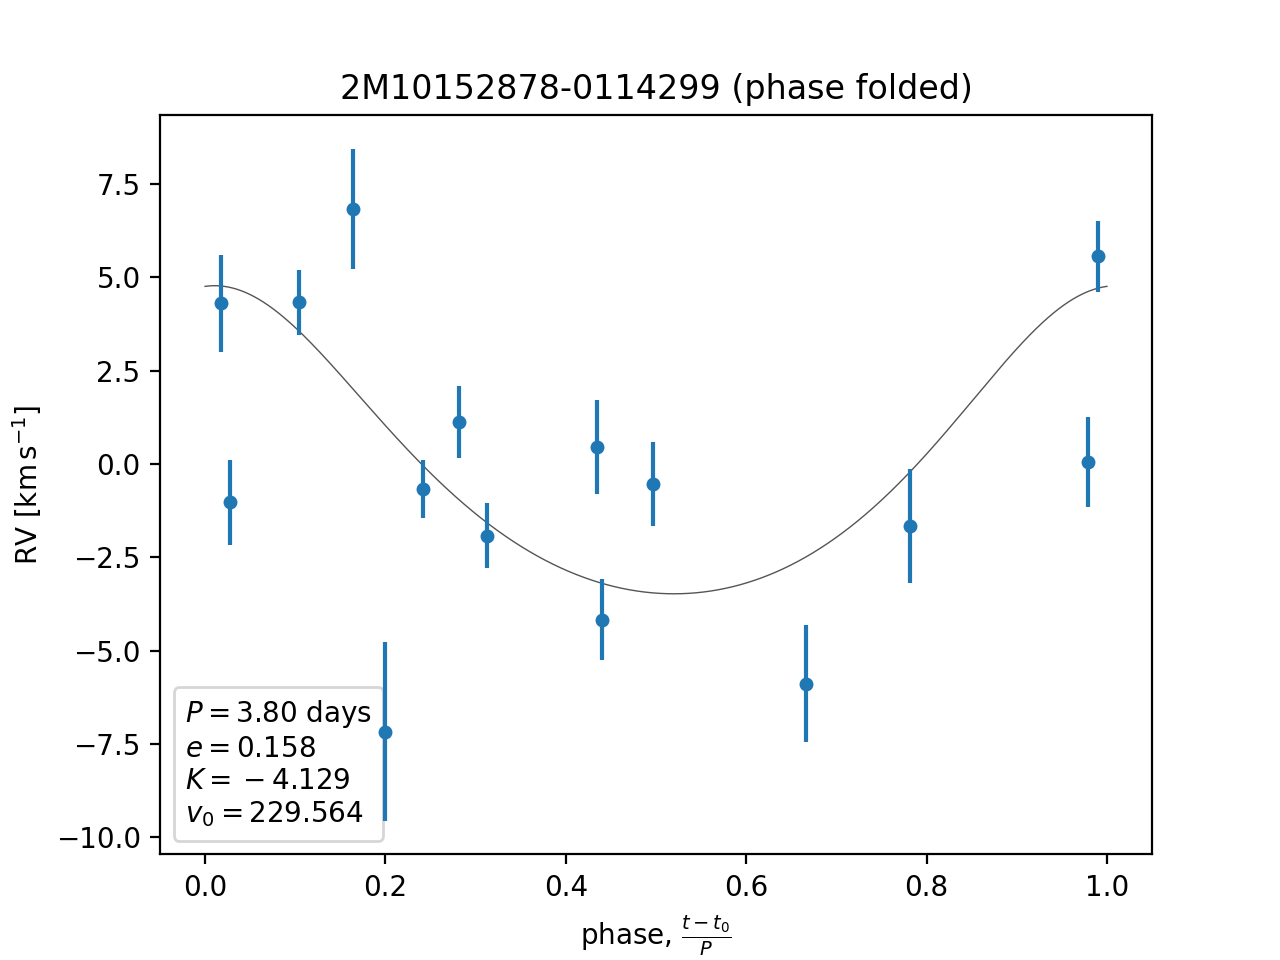 2M10152878-0114299 (phase folded)
7.5
5.0
2.5
0.0
−2.5
−5.0
−7.5
−10.0
RV [km s⁻¹]
P = 3.80 days
e = 0.158
K = −4.129
v₀ = 229.564
0.0 0.2 0.4 0.6 0.8 1.0
phase, (t − t₀)/P